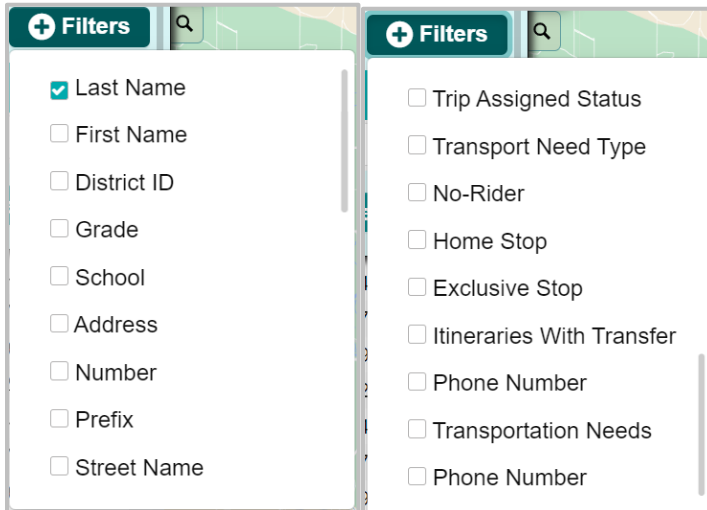 Filters
Last Name
First Name
District ID
Grade
School
Address
Number
Prefix
Street Name
Filters
Trip Assigned Status
Transport Need Type
No-Rider
Home Stop
Exclusive Stop
Itineraries With Transfer
Phone Number
Transportation Needs
Phone Number